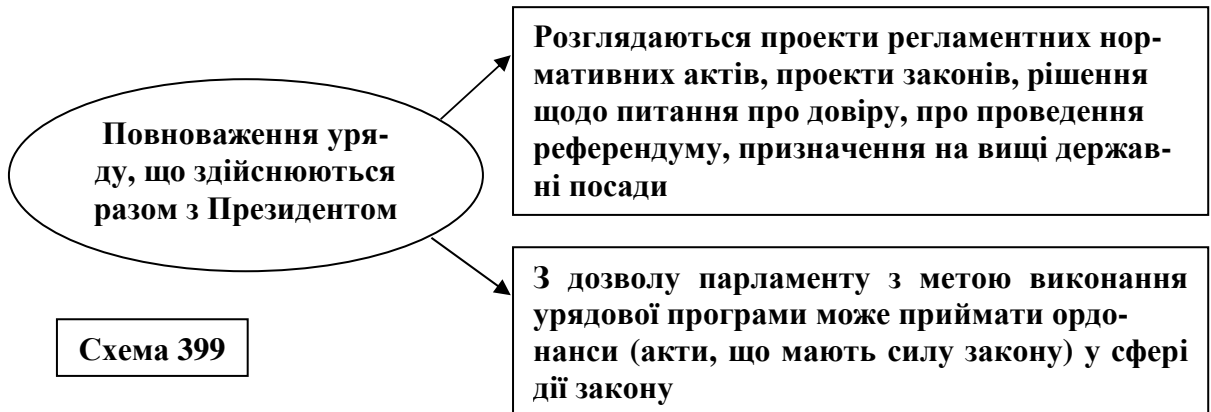 Повноваження уря-
ду, що здійснюються
разом з Президентом
Розглядаються проекти регламентних нор-
мативних актів, проекти законів, рішення
щодо питання про довіру, про проведення
референдуму, призначення на вищі держав-
ні посади
З дозволу парламенту з метою виконання
урядової програми може приймати ордо-
нанси (акти, що мають силу закону) у сфері
дії закону
Схема 399